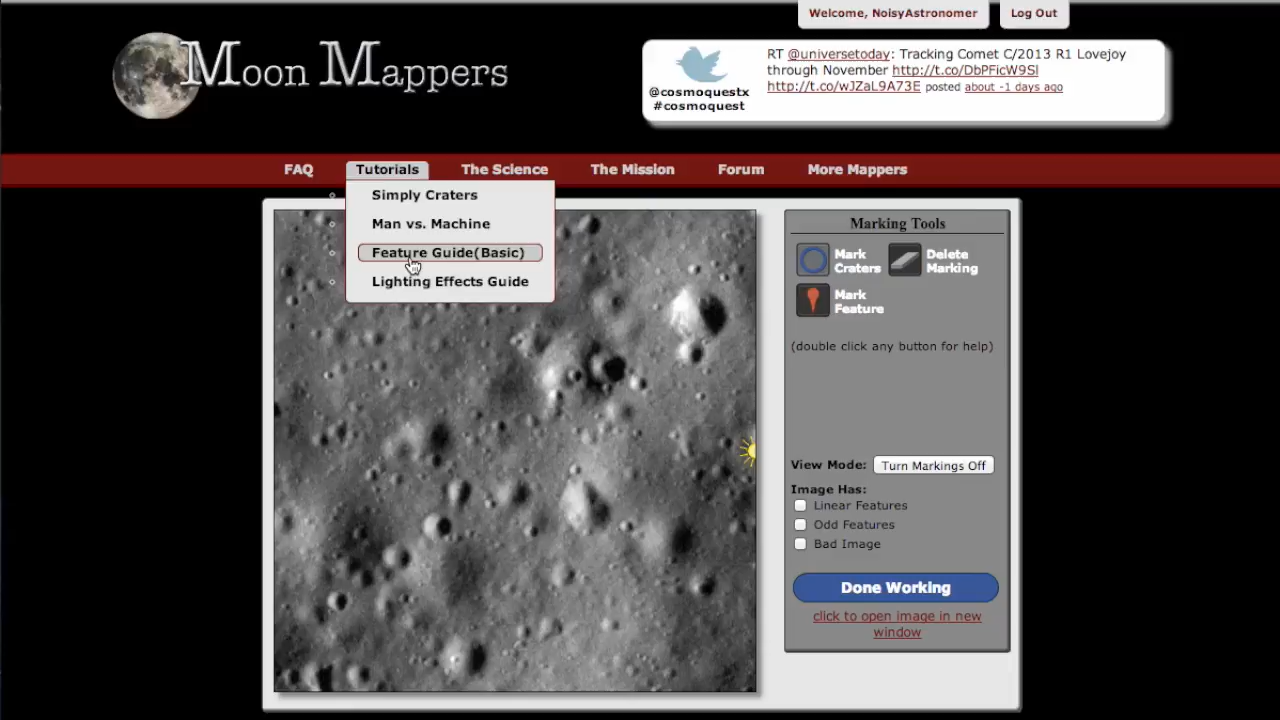 Welcome, NoisyAstronomer
Log Out
Moon Mappers
@cosmoquestx
#cosmoquest
RT @universetoday: Tracking Comet C/2013 R1 Lovejoy
through November http://t.co/DbPFicW9Sl
http://t.co/wJZaL9A73E posted about -1 days ago
FAQ
Tutorials
The Science
The Mission
Forum
More Mappers
Simply Craters
Man vs. Machine
Feature Guide(Basic)
Lighting Effects Guide
Marking Tools
Mark
Craters
Delete
Marking
Mark
Feature
(double click any button for help)
View Mode: Turn Markings Off
Image Has:
Linear Features
Odd Features
Bad Image
Done Working
click to open image in new
window